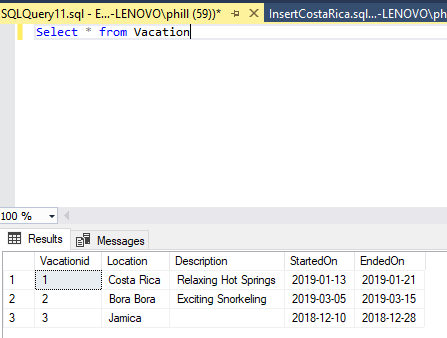 SQLQuery11.sql - E...-LENOVO\phill (59))* InsertCostaRica.sql...-LENOVO\ph
Select * from Vacation
100 %
Results Messages
Vacationid Location Description StartedOn EndedOn
1 1 Costa Rica Relaxing Hot Springs 2019-01-13 2019-01-21
2 2 Bora Bora Exciting Snorkeling 2019-03-05 2019-03-15
3 3 Jamica 2018-12-10 2018-12-28